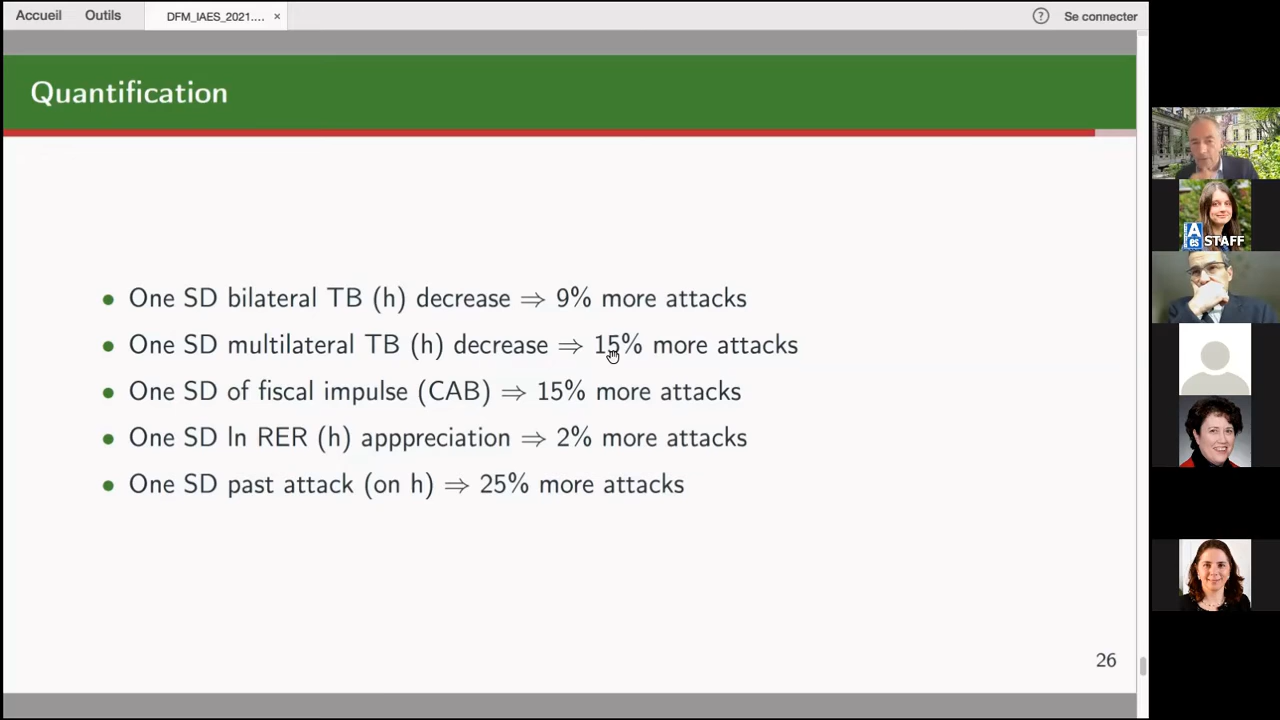 Accueil Outils DFM_IAES_2021.... × ? Se connecter
Quantification
• One SD bilateral TB (h) decrease ⇒ 9% more attacks
• One SD multilateral TB (h) decrease ⇒ 15% more attacks
• One SD of fiscal impulse (CAB) ⇒ 15% more attacks
• One SD ln RER (h) apppreciation ⇒ 2% more attacks
• One SD past attack (on h) ⇒ 25% more attacks
26
A
es STAFF